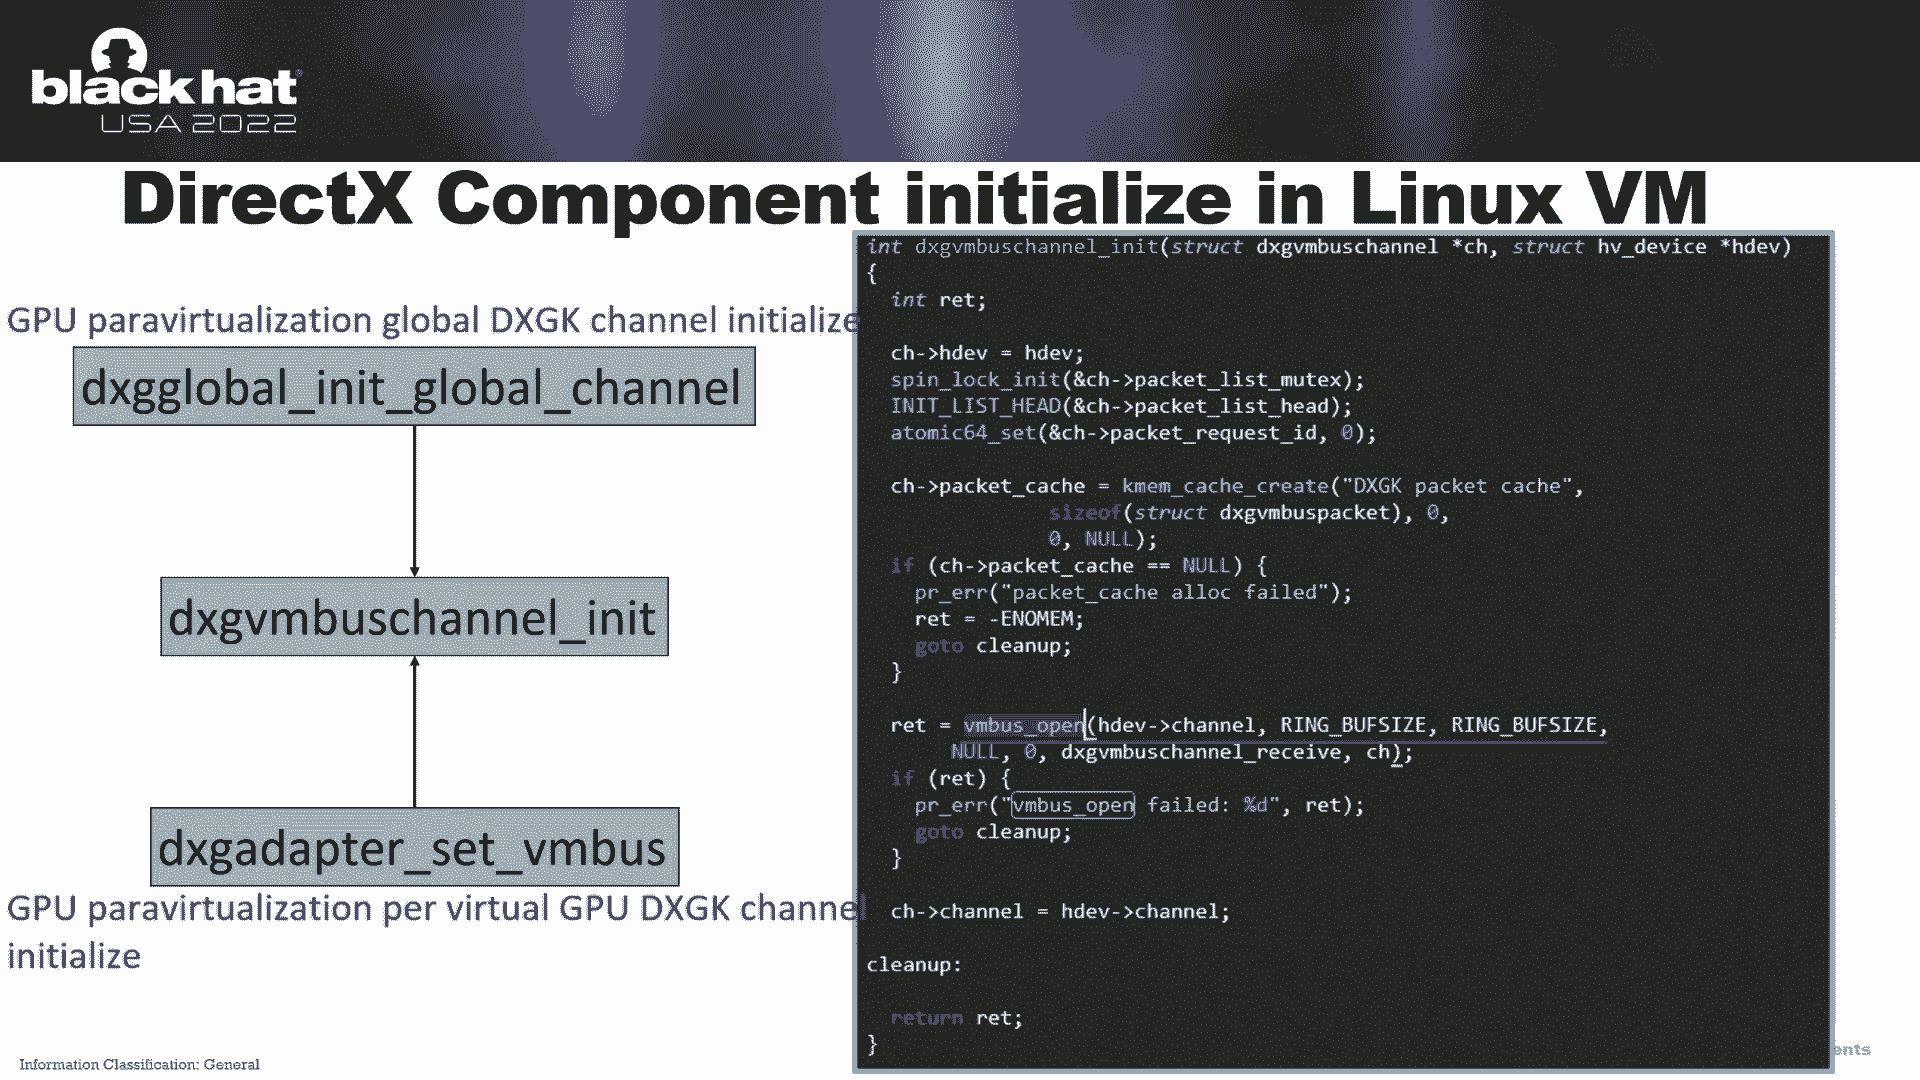 black hat
USA 2022
DirectX Component initialize in Linux VM
GPU paravirtualization global DXGK channel initialize
dxgglobal_init_global_channel
dxgvmbuschannel_init
dxgadapter_set_vmbus
GPU paravirtualization per virtual GPU DXGK channel
initialize
int dxgvmbuschannel_init(struct dxgvmbuschannel *ch, struct hv_device *hdev)
{
int ret;
ch->hdev = hdev;
spin_lock_init(&ch->packet_list_mutex);
INIT_LIST_HEAD(&ch->packet_list_head);
atomic64_set(&ch->packet_request_id, 0);
ch->packet_cache = kmem_cache_create("DXGK packet cache",
sizeof(struct dxgvmbuspacket), 0,
0, NULL);
if (ch->packet_cache == NULL) {
pr_err("packet_cache alloc failed");
ret = -ENOMEM;
goto cleanup;
}
ret = vmbus_open(hdev->channel, RING_BUFSIZE, RING_BUFSIZE,
NULL, 0, dxgvmbuschannel_receive, ch);
if (ret) {
pr_err("vmbus_open failed: %d", ret);
goto cleanup;
}
ch->channel = hdev->channel;
cleanup:
return ret;
}
Information Classification: General